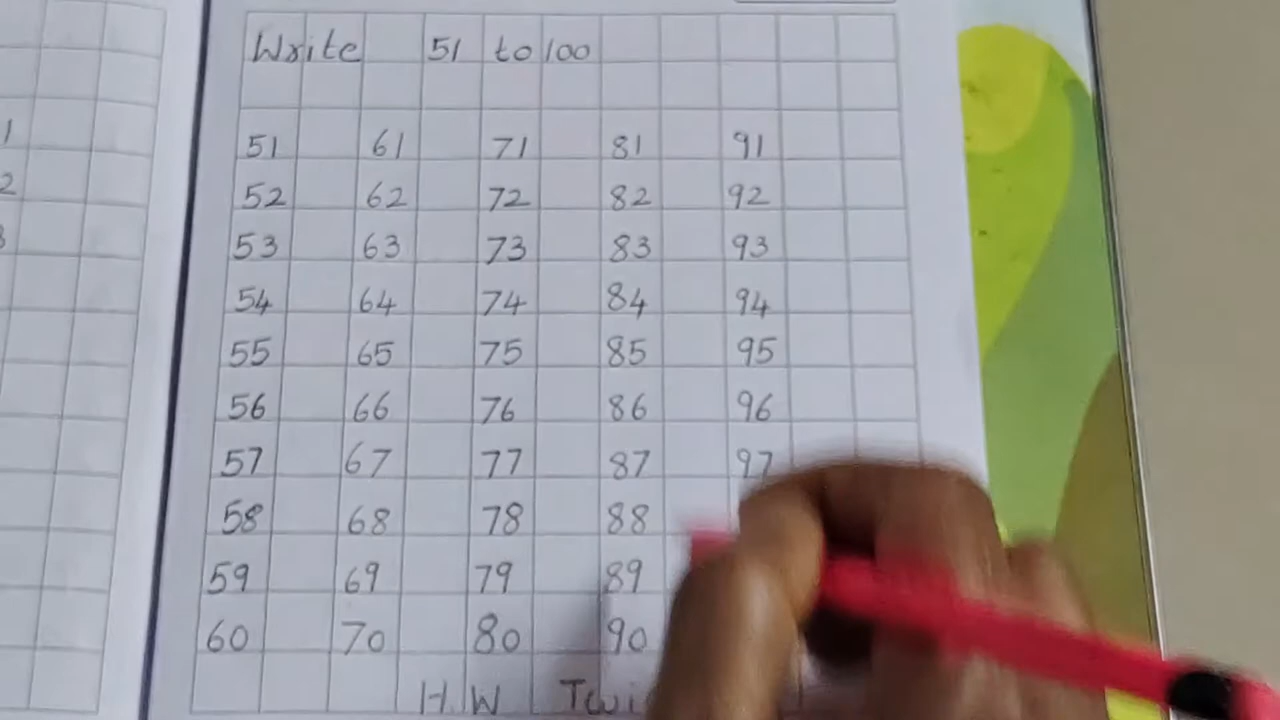 Write 51 to 100
51 61 71 81 91
52 62 72 82 92
53 63 73 83 93
54 64 74 84 94
55 65 75 85 95
56 66 76 86 96
57 67 77 87 97
58 68 78 88
59 69 79 89
60 70 80 90
H.W